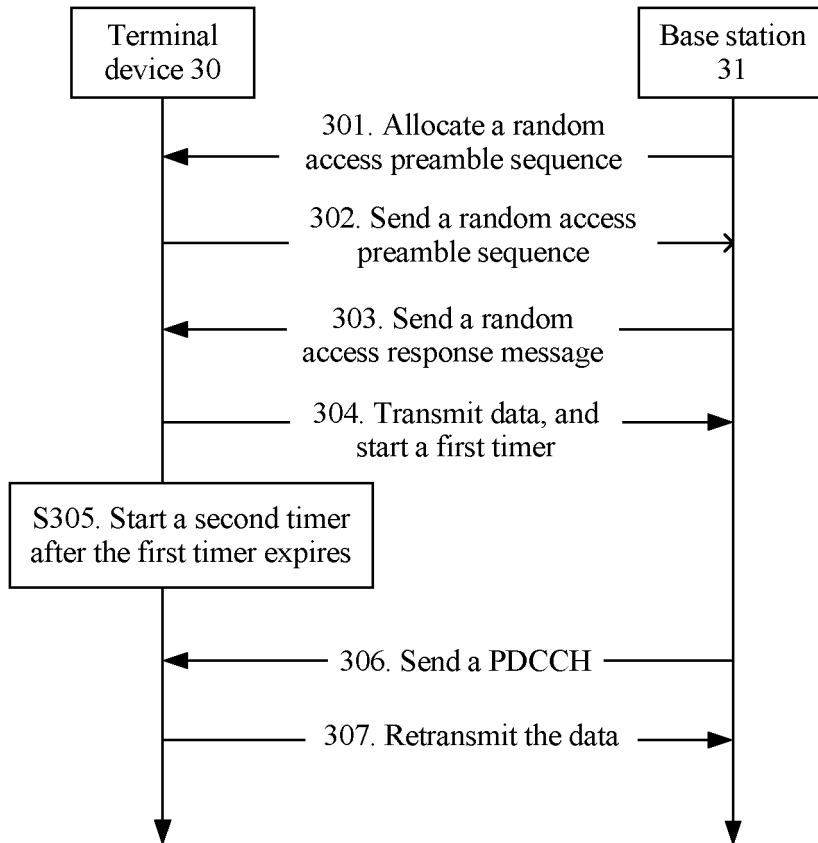 Terminal
device 30
Base station
31
301. Allocate a random
access preamble sequence
302. Send a random access
preamble sequence
303. Send a random
access response message
304. Transmit data, and
start a first timer
S305. Start a second timer
after the first timer expires
306. Send a PDCCH
307. Retransmit the data